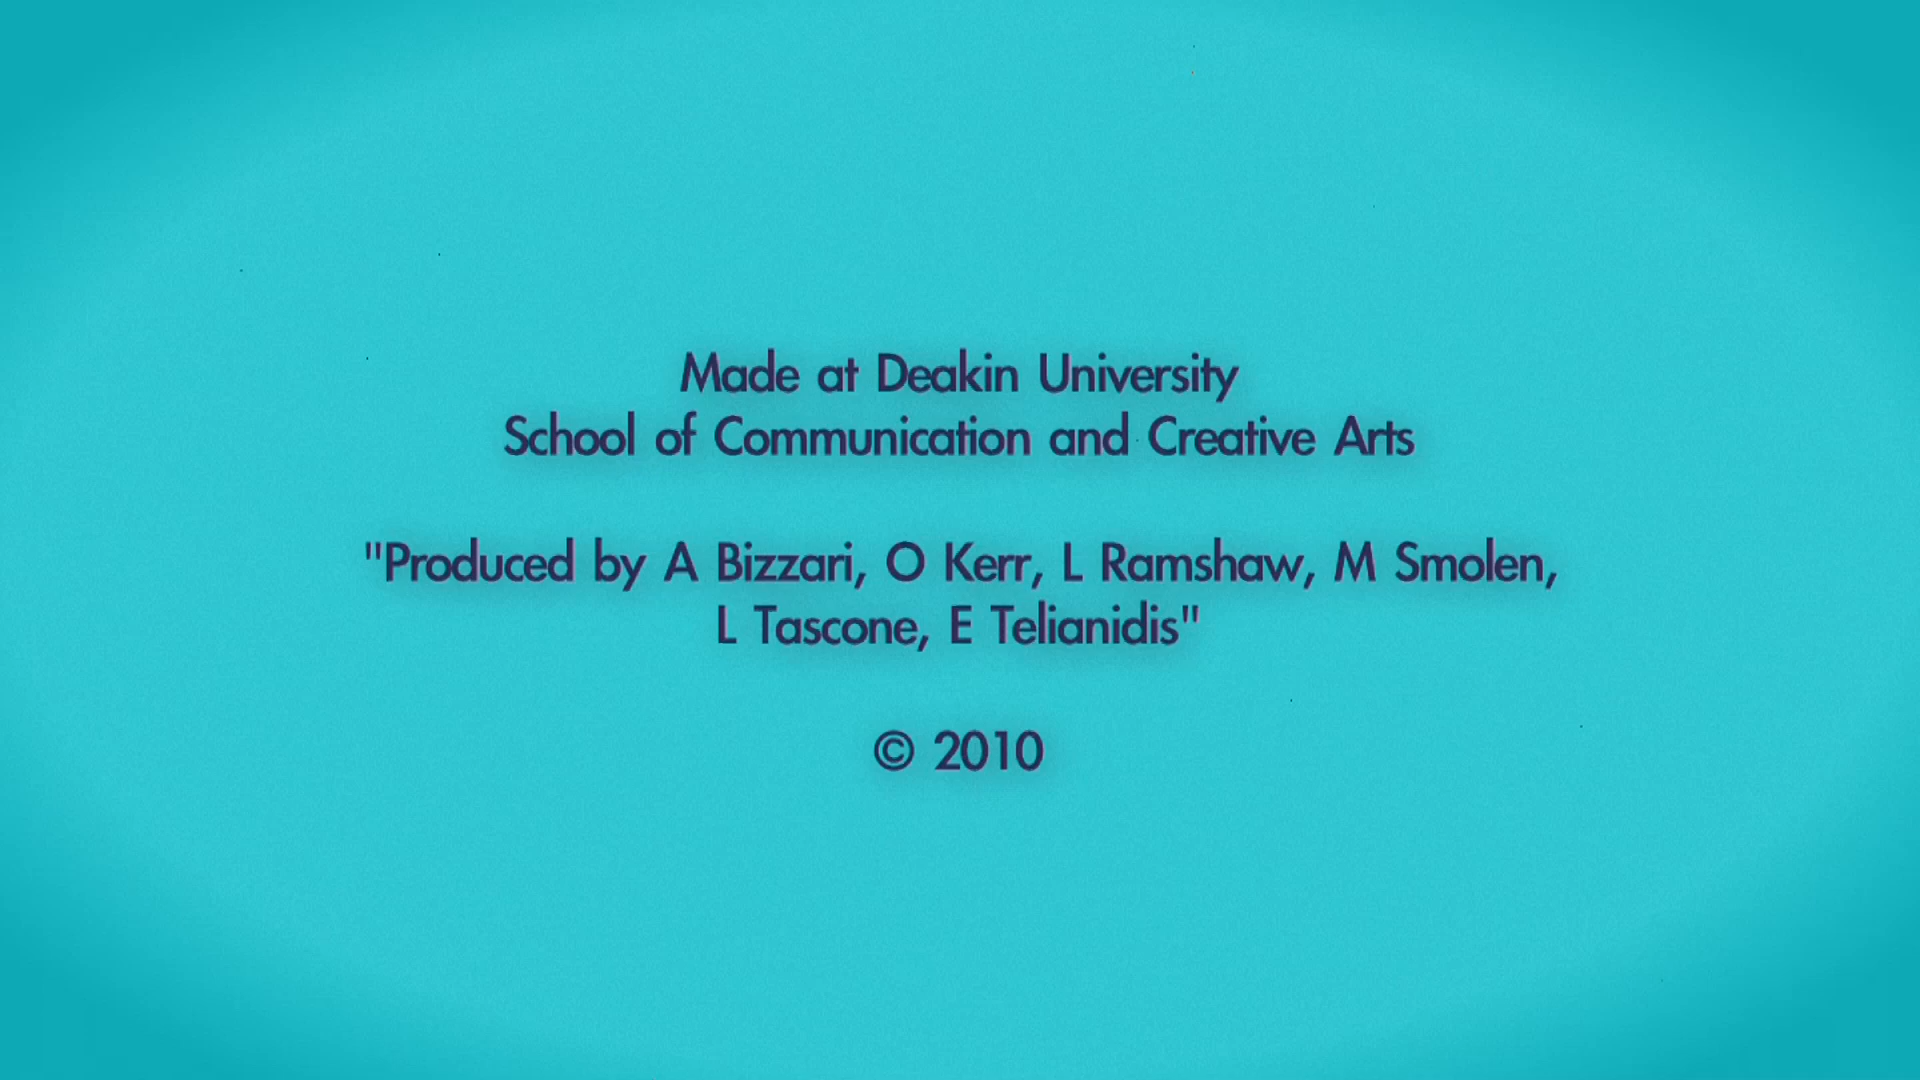 Made at Deakin University
School of Communication and Creative Arts
"Produced by A Bizzari, O Kerr, L Ramshaw, M Smolen,
L Tascone, E Telianidis"
© 2010